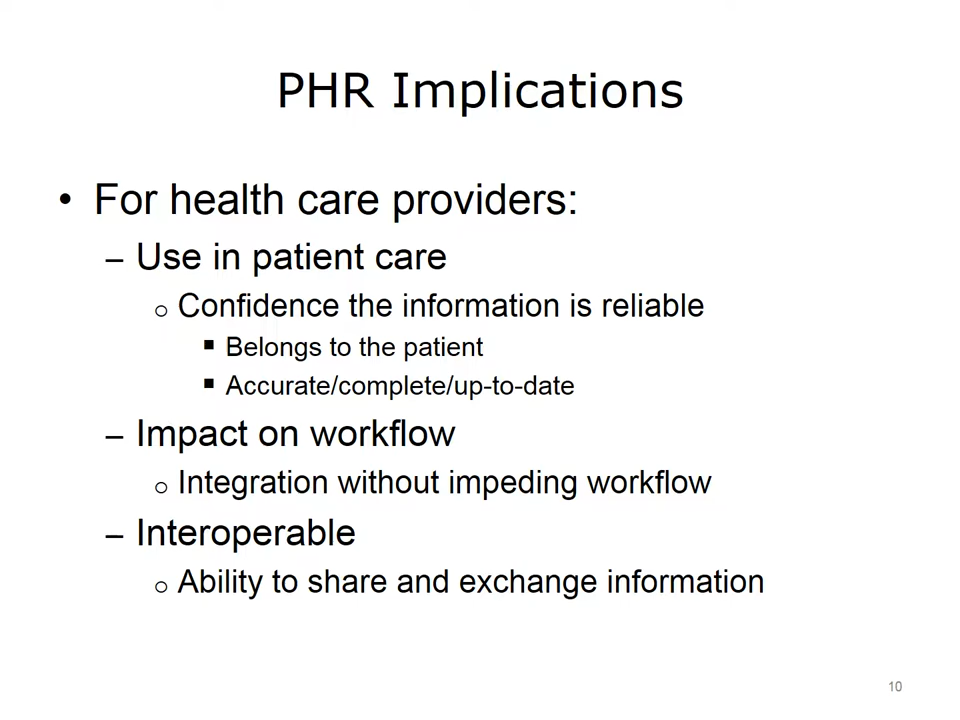 PHR Implications
• For health care providers:
– Use in patient care
o Confidence the information is reliable
▪ Belongs to the patient
▪ Accurate/complete/up-to-date
– Impact on workflow
o Integration without impeding workflow
– Interoperable
o Ability to share and exchange information
10